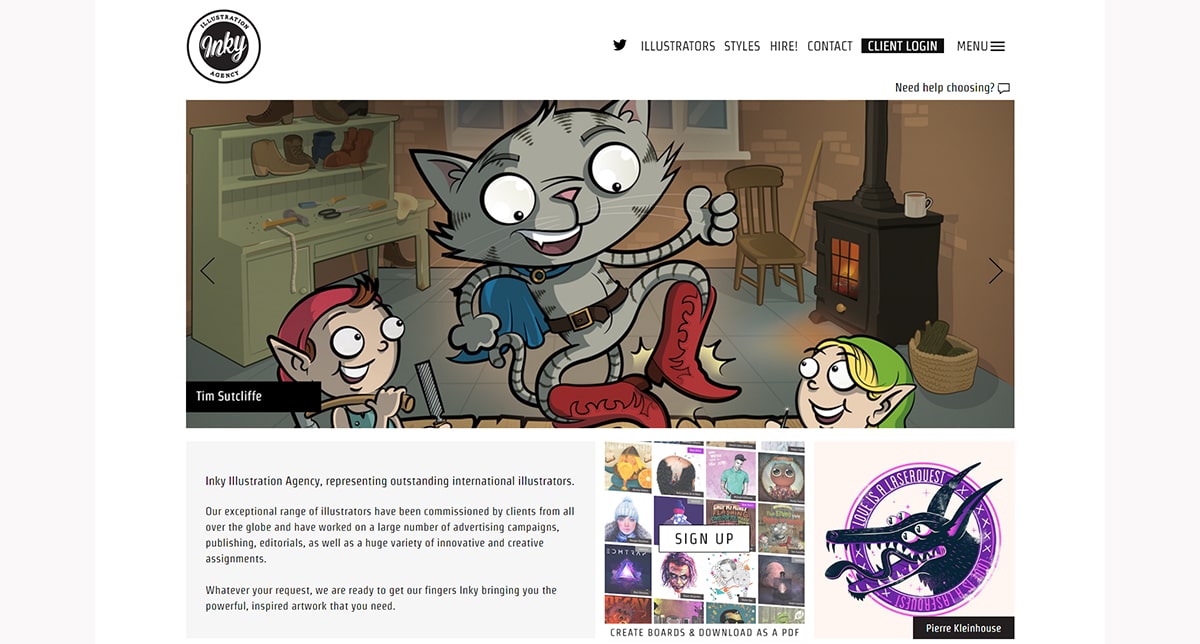 ILLUSTRATION
Inky
AGENCY
ILLUSTRATORS STYLES HIRE! CONTACT CLIENT LOGIN MENU
Need help choosing?
Tim Sutcliffe
Inky Illustration Agency, representing outstanding international illustrators.
Our exceptional range of illustrators have been commissioned by clients from all
over the globe and have worked on a large number of advertising campaigns,
publishing, editorials, as well as a huge variety of innovative and creative
assignments.
Whatever your request, we are ready to get our fingers Inky bringing you the
powerful, inspired artwork that you need.
SIGN UP
CREATE BOARDS & DOWNLOAD AS A PDF
LOVE IS A LASERQUEST
LOVE IS A LASERQUEST
Pierre Kleinhouse